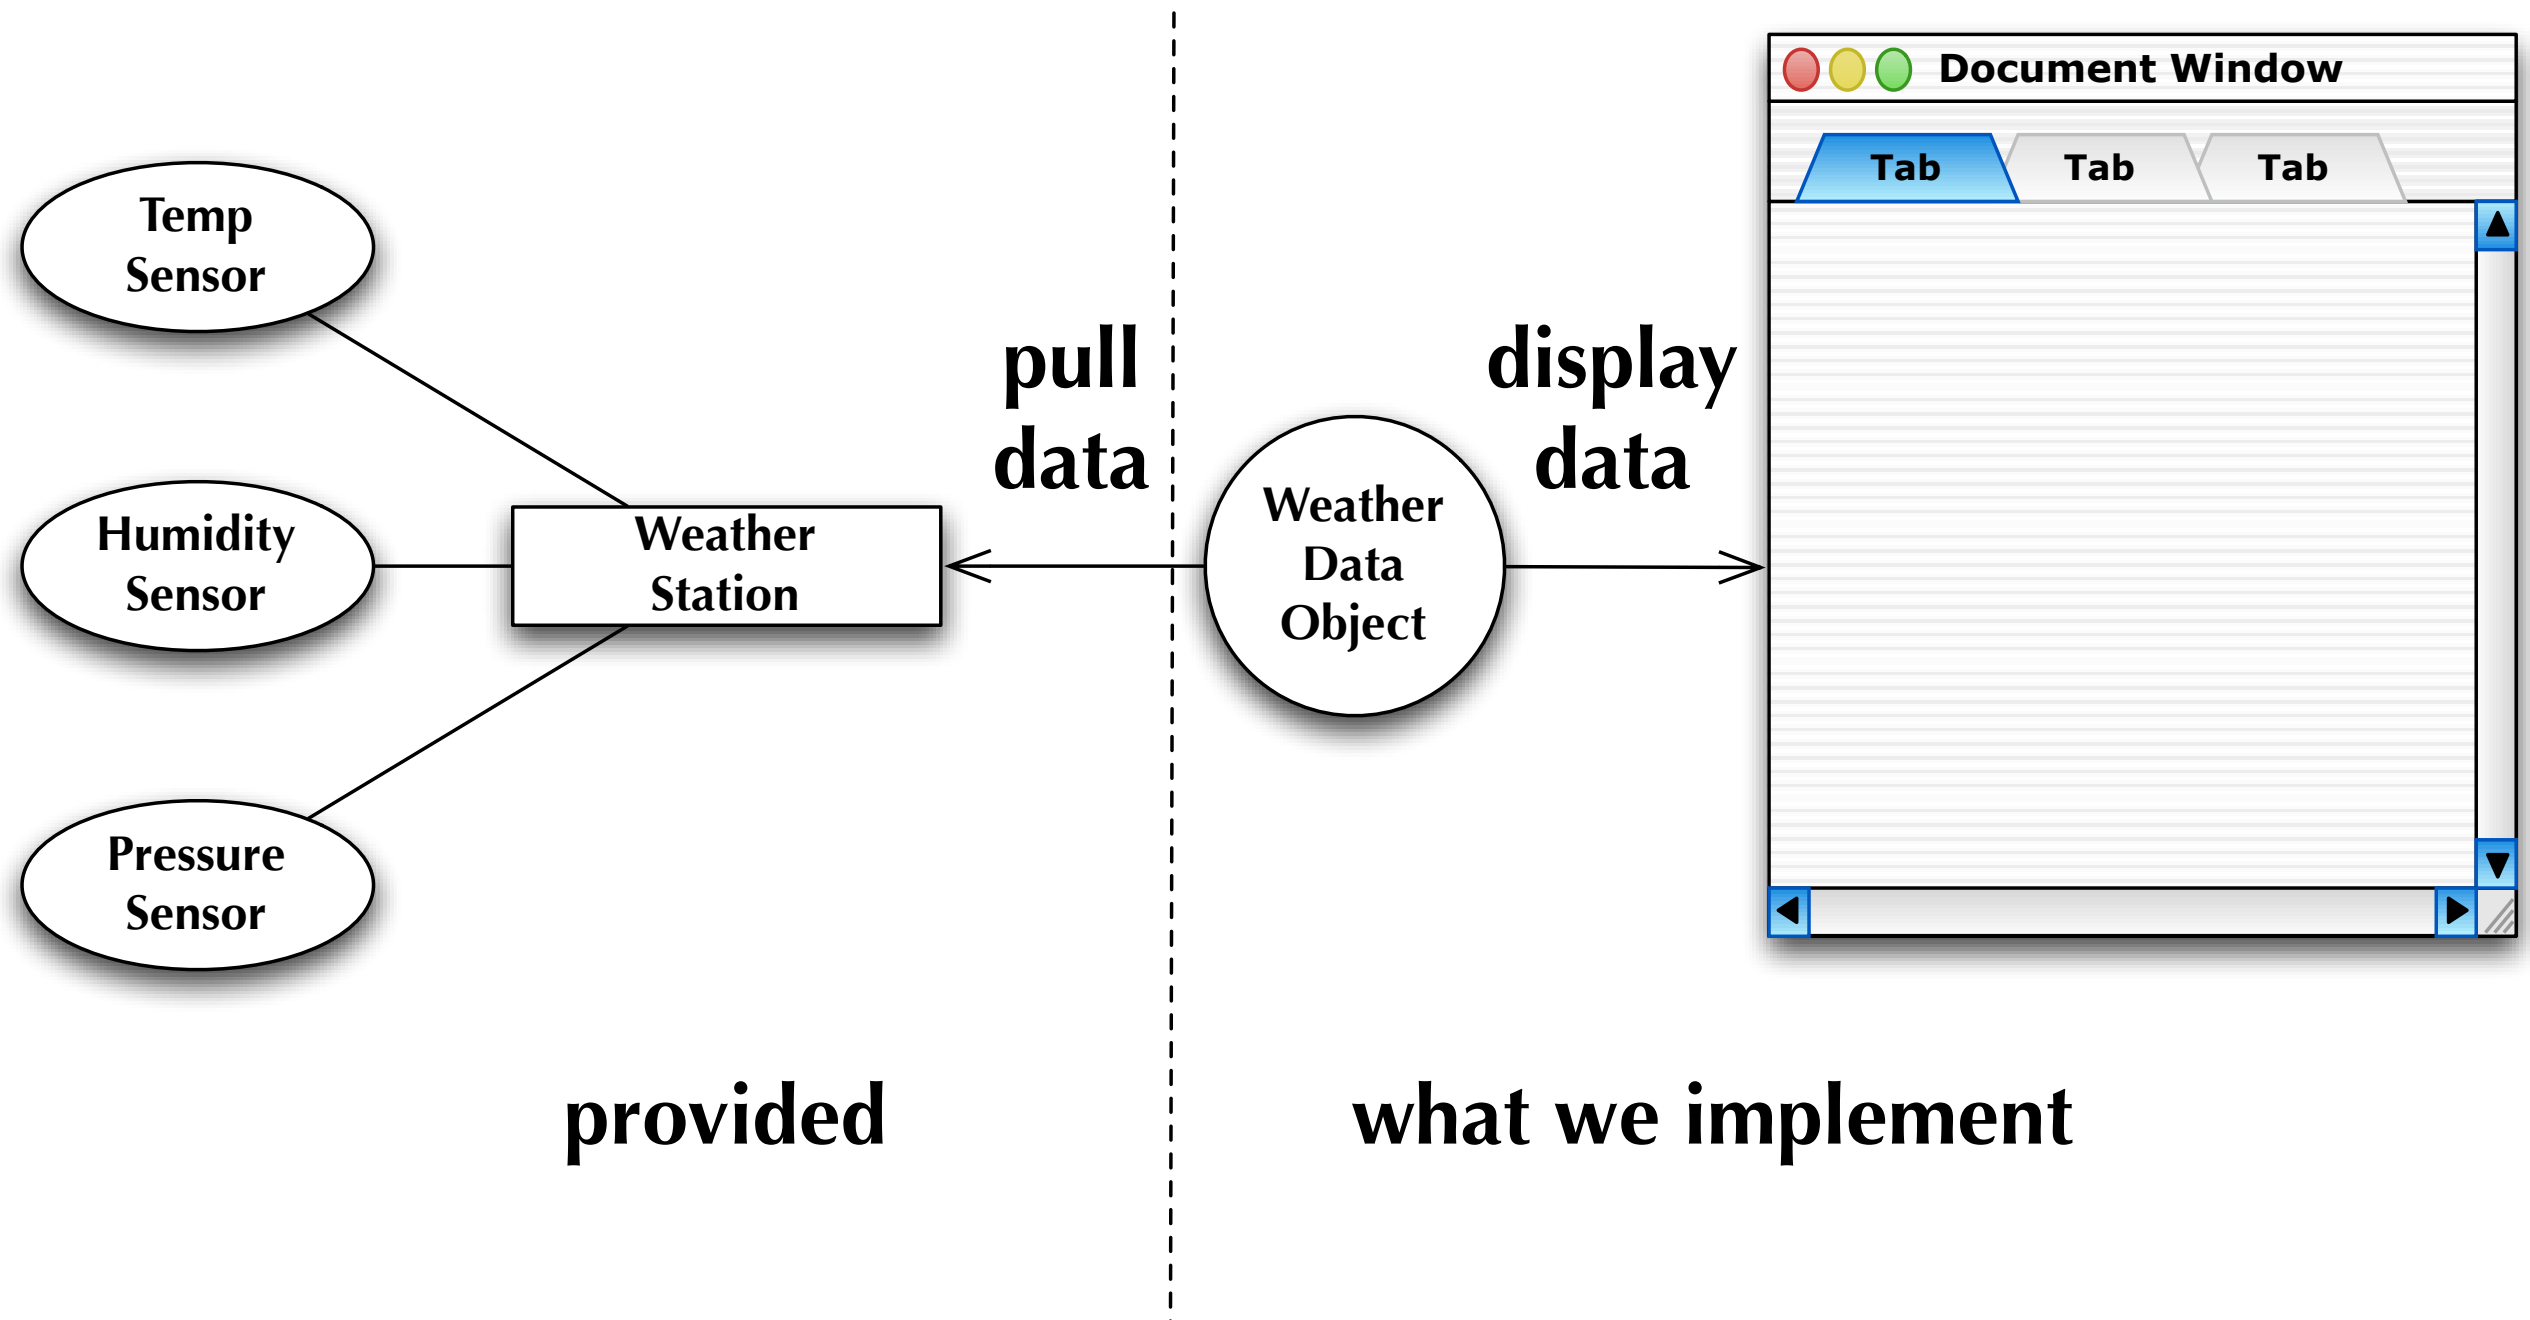 Document Window
Tab Tab Tab
Temp
Sensor
pull
data
display
data
Humidity
Sensor
Weather
Station
Weather
Data
Object
Pressure
Sensor
provided
what we implement